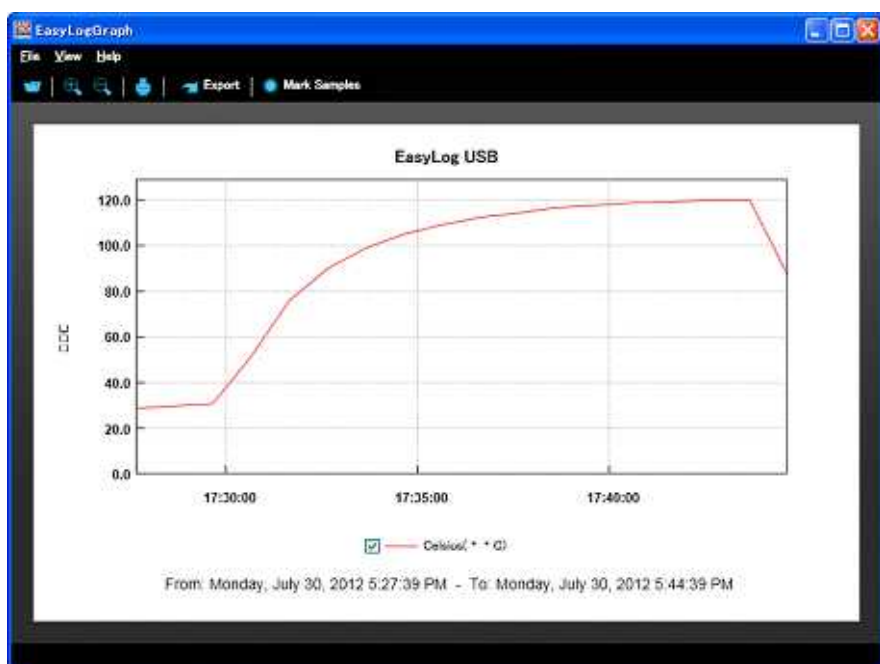 EasyLogGraph
File View Help
Export Mark Samples
EasyLog USB
120.0
100.0
80.0
60.0
40.0
20.0
0.0
□□C
17:30:00 17:35:00 17:40:00
Celsius( * * C)
From: Monday, July 30, 2012 5:27:39 PM - To: Monday, July 30, 2012 5:44:39 PM